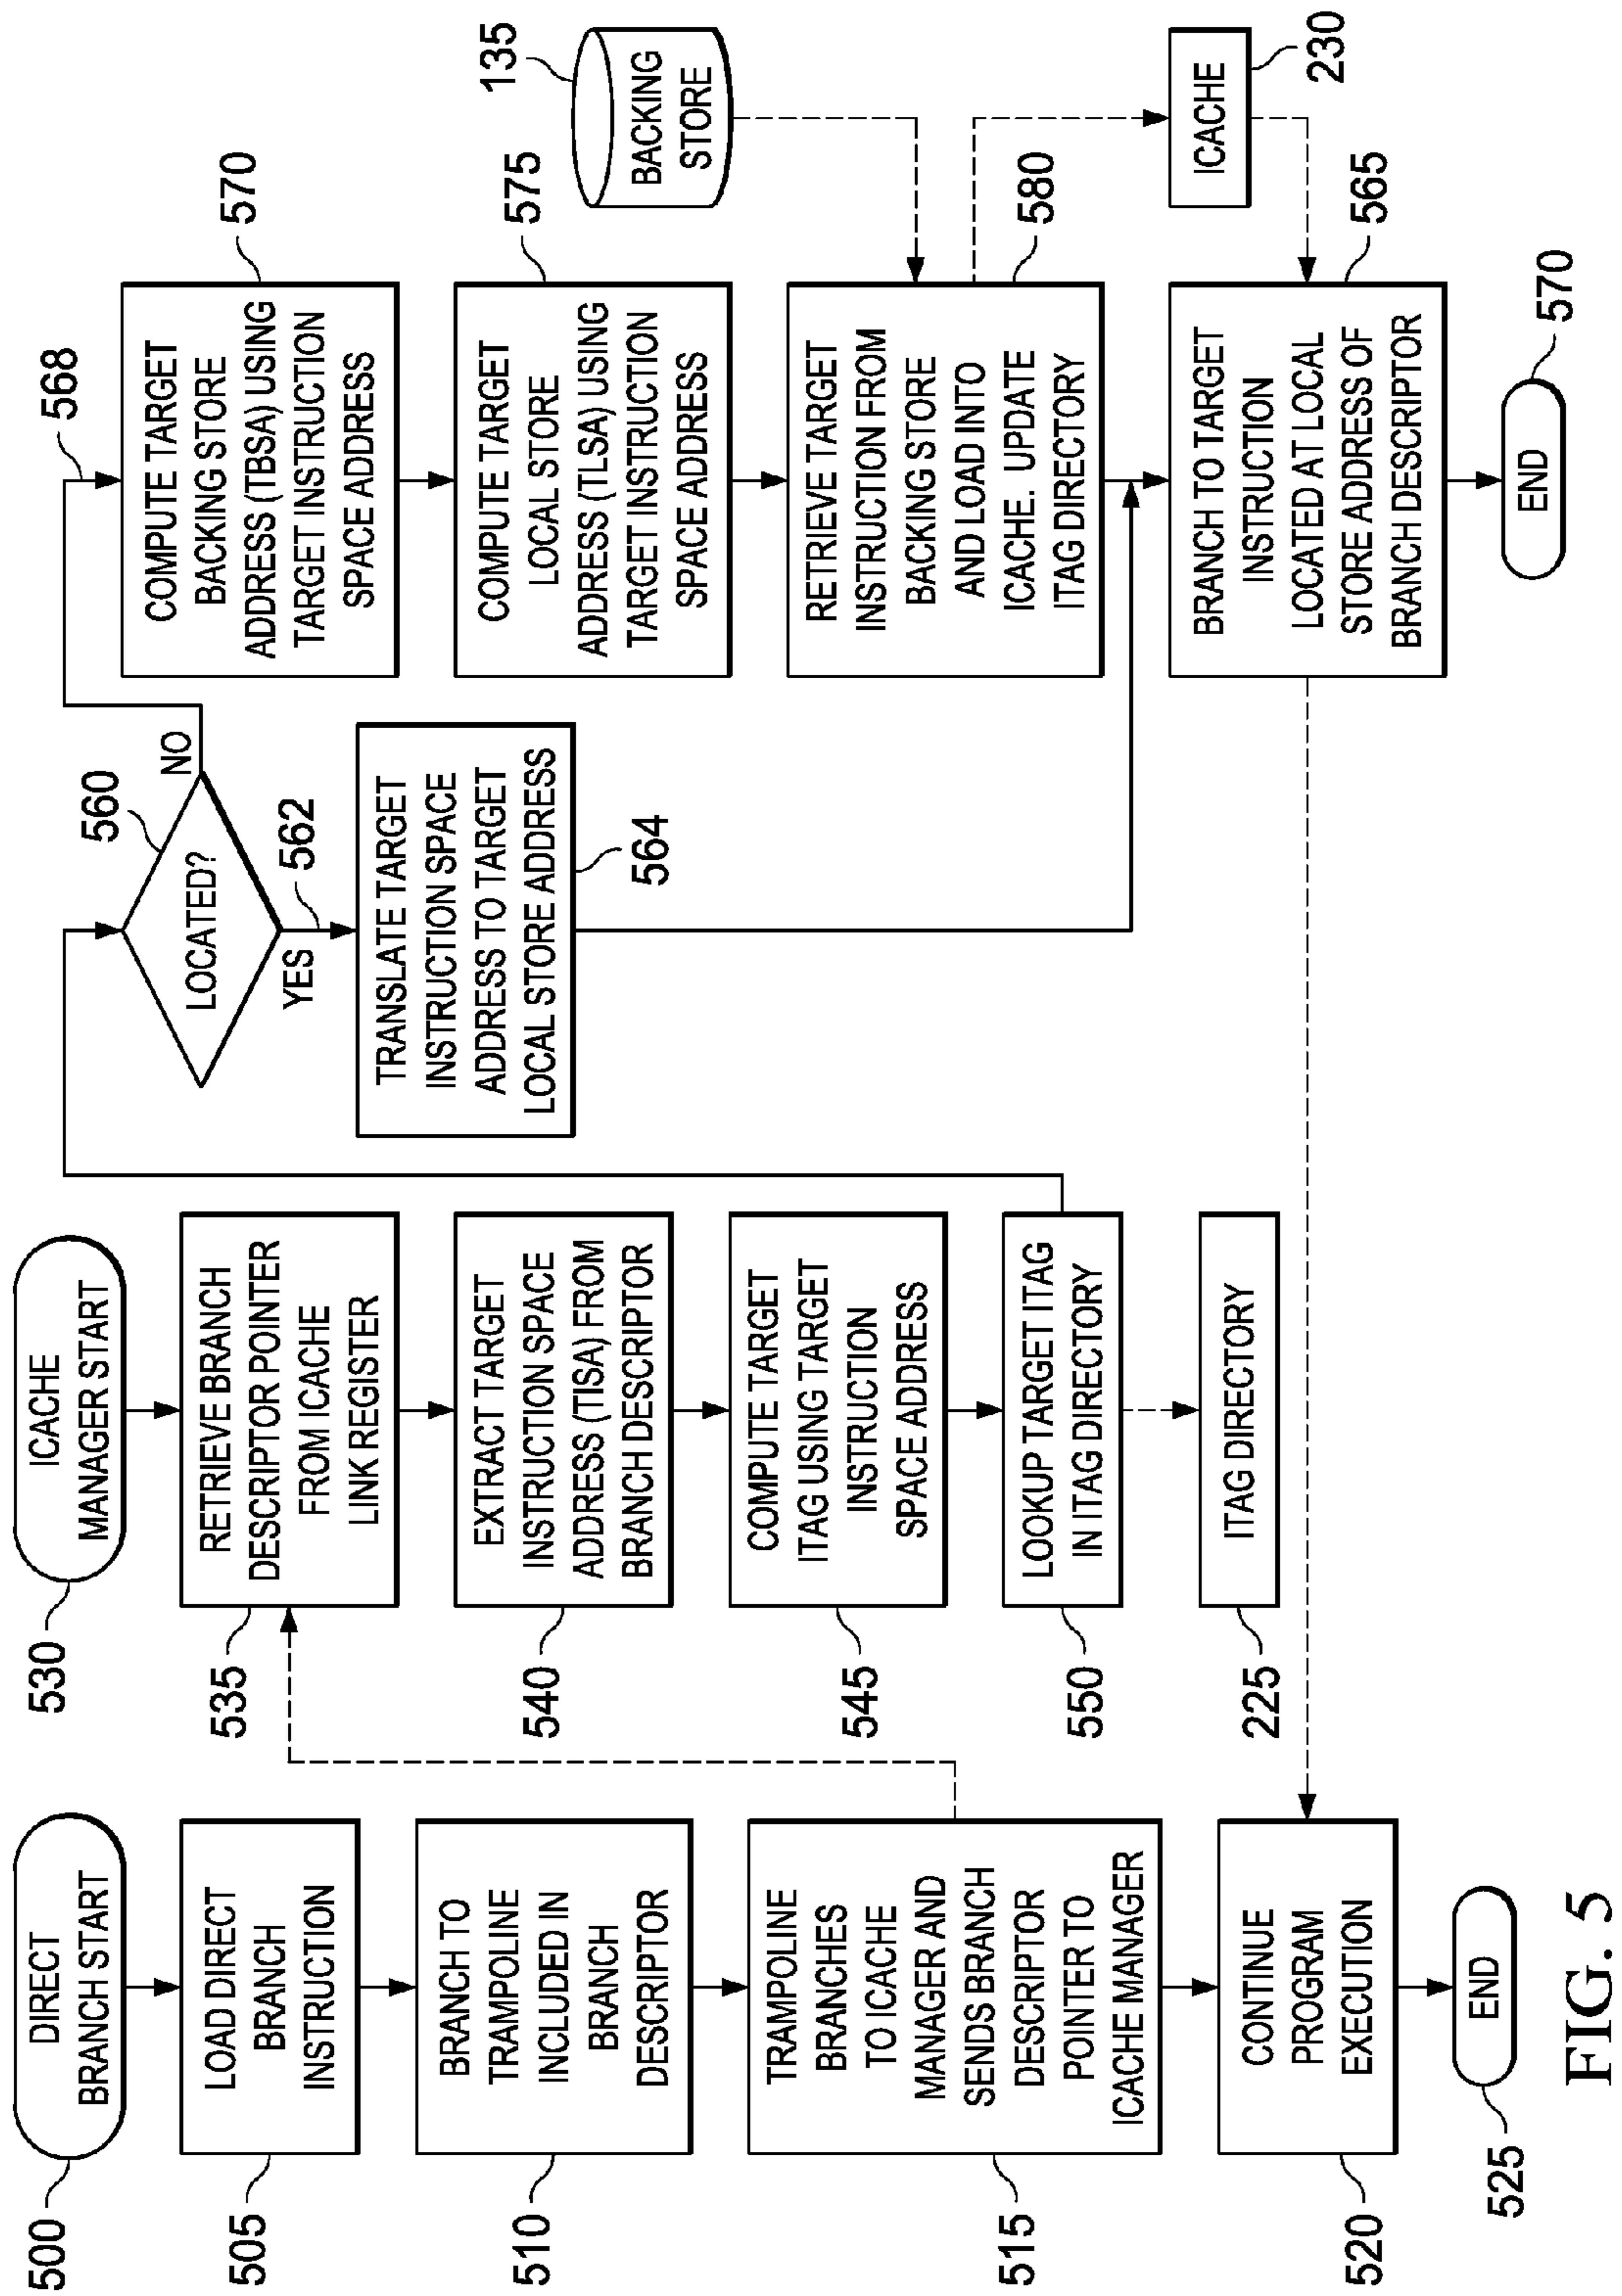 500
DIRECT
BRANCH START
505
LOAD DIRECT
BRANCH
INSTRUCTION
510
BRANCH TO
TRAMPOLINE
INCLUDED IN
BRANCH
DESCRIPTOR
515
TRAMPOLINE
BRANCHES
TO ICACHE
MANAGER AND
SENDS BRANCH
DESCRIPTOR
POINTER TO
ICACHE MANAGER
520
CONTINUE
PROGRAM
EXECUTION
525
END
530
ICACHE
MANAGER START
535
RETRIEVE BRANCH
DESCRIPTOR POINTER
FROM ICACHE
LINK REGISTER
540
EXTRACT TARGET
INSTRUCTION SPACE
ADDRESS (TISA) FROM
BRANCH DESCRIPTOR
545
COMPUTE TARGET
ITAG USING TARGET
INSTRUCTION
SPACE ADDRESS
550
LOOKUP TARGET ITAG
IN ITAG DIRECTORY
225
ITAG DIRECTORY
560
LOCATED?
NO
YES
562
TRANSLATE TARGET
INSTRUCTION SPACE
ADDRESS TO TARGET
LOCAL STORE ADDRESS
564
568
570
COMPUTE TARGET
BACKING STORE
ADDRESS (TBSA) USING
TARGET INSTRUCTION
SPACE ADDRESS
575
COMPUTE TARGET
LOCAL STORE
ADDRESS (TLSA) USING
TARGET INSTRUCTION
SPACE ADDRESS
135
BACKING
STORE
580
RETRIEVE TARGET
INSTRUCTION FROM
BACKING STORE
AND LOAD INTO
ICACHE. UPDATE
ITAG DIRECTORY
ICACHE
230
565
BRANCH TO TARGET
INSTRUCTION
LOCATED AT LOCAL
STORE ADDRESS OF
BRANCH DESCRIPTOR
END
570
FIG. 5